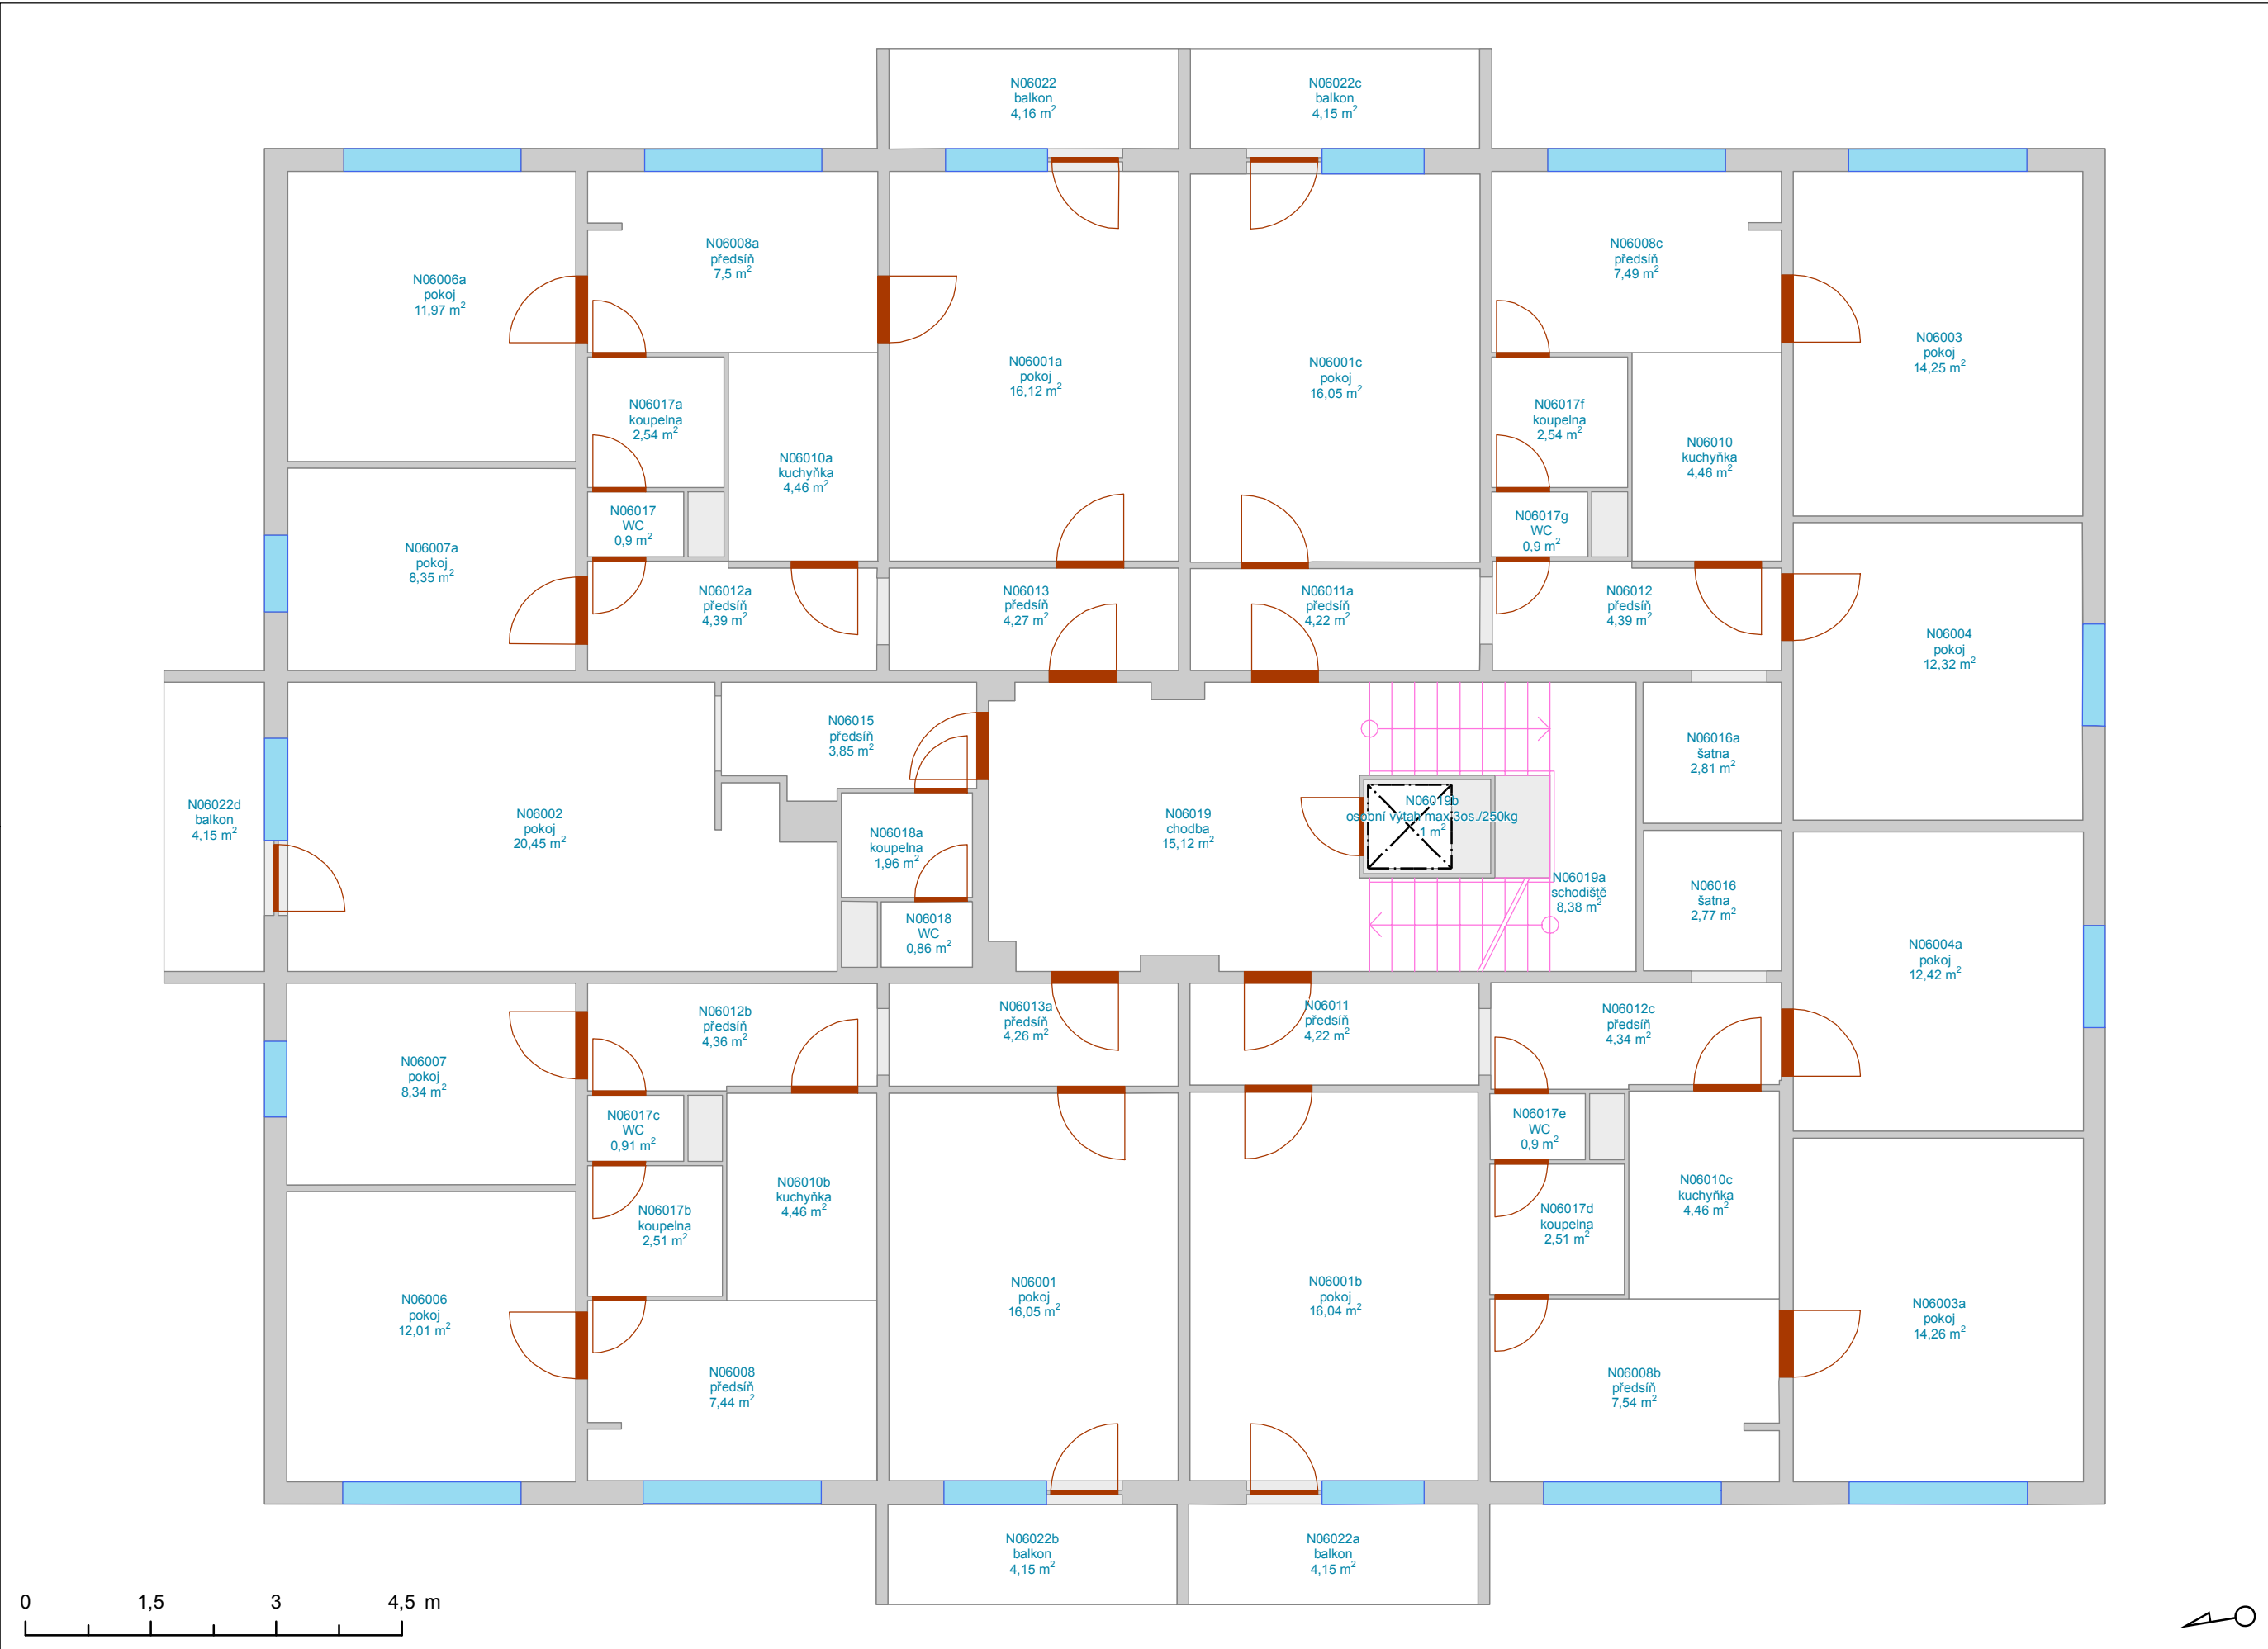 N06022
balkon
4,16 m²
N06022c
balkon
4,15 m²
N06006a
pokoj
11,97 m²
N06008a
předsíň
7,5 m²
N06001a
pokoj
16,12 m²
N06001c
pokoj
16,05 m²
N06008c
předsíň
7,49 m²
N06003
pokoj
14,25 m²
N06017a
koupelna
2,54 m²
N06010a
kuchyňka
4,46 m²
N06017f
koupelna
2,54 m²
N06010
kuchyňka
4,46 m²
N06017
WC
0,9 m²
N06017g
WC
0,9 m²
N06007a
pokoj
8,35 m²
N06012a
předsíň
4,39 m²
N06013
předsíň
4,27 m²
N06011a
předsíň
4,22 m²
N06012
předsíň
4,39 m²
N06004
pokoj
12,32 m²
N06015
předsíň
3,85 m²
N06016a
šatna
2,81 m²
N06022d
balkon
4,15 m²
N06002
pokoj
20,45 m²
N06018a
koupelna
1,96 m²
N06019
chodba
15,12 m²
N06019b
osobní výtah max.3os./250kg
1 m²
N06019a
schodiště
8,38 m²
N06016
šatna
2,77 m²
N06018
WC
0,86 m²
N06004a
pokoj
12,42 m²
N06007
pokoj
8,34 m²
N06012b
předsíň
4,36 m²
N06013a
předsíň
4,26 m²
N06011
předsíň
4,22 m²
N06012c
předsíň
4,34 m²
N06017c
WC
0,91 m²
N06017e
WC
0,9 m²
N06017b
koupelna
2,51 m²
N06010b
kuchyňka
4,46 m²
N06017d
koupelna
2,51 m²
N06010c
kuchyňka
4,46 m²
N06006
pokoj
12,01 m²
N06008
předsíň
7,44 m²
N06001
pokoj
16,05 m²
N06001b
pokoj
16,04 m²
N06008b
předsíň
7,54 m²
N06003a
pokoj
14,26 m²
N06022b
balkon
4,15 m²
N06022a
balkon
4,15 m²
0 1,5 3 4,5 m